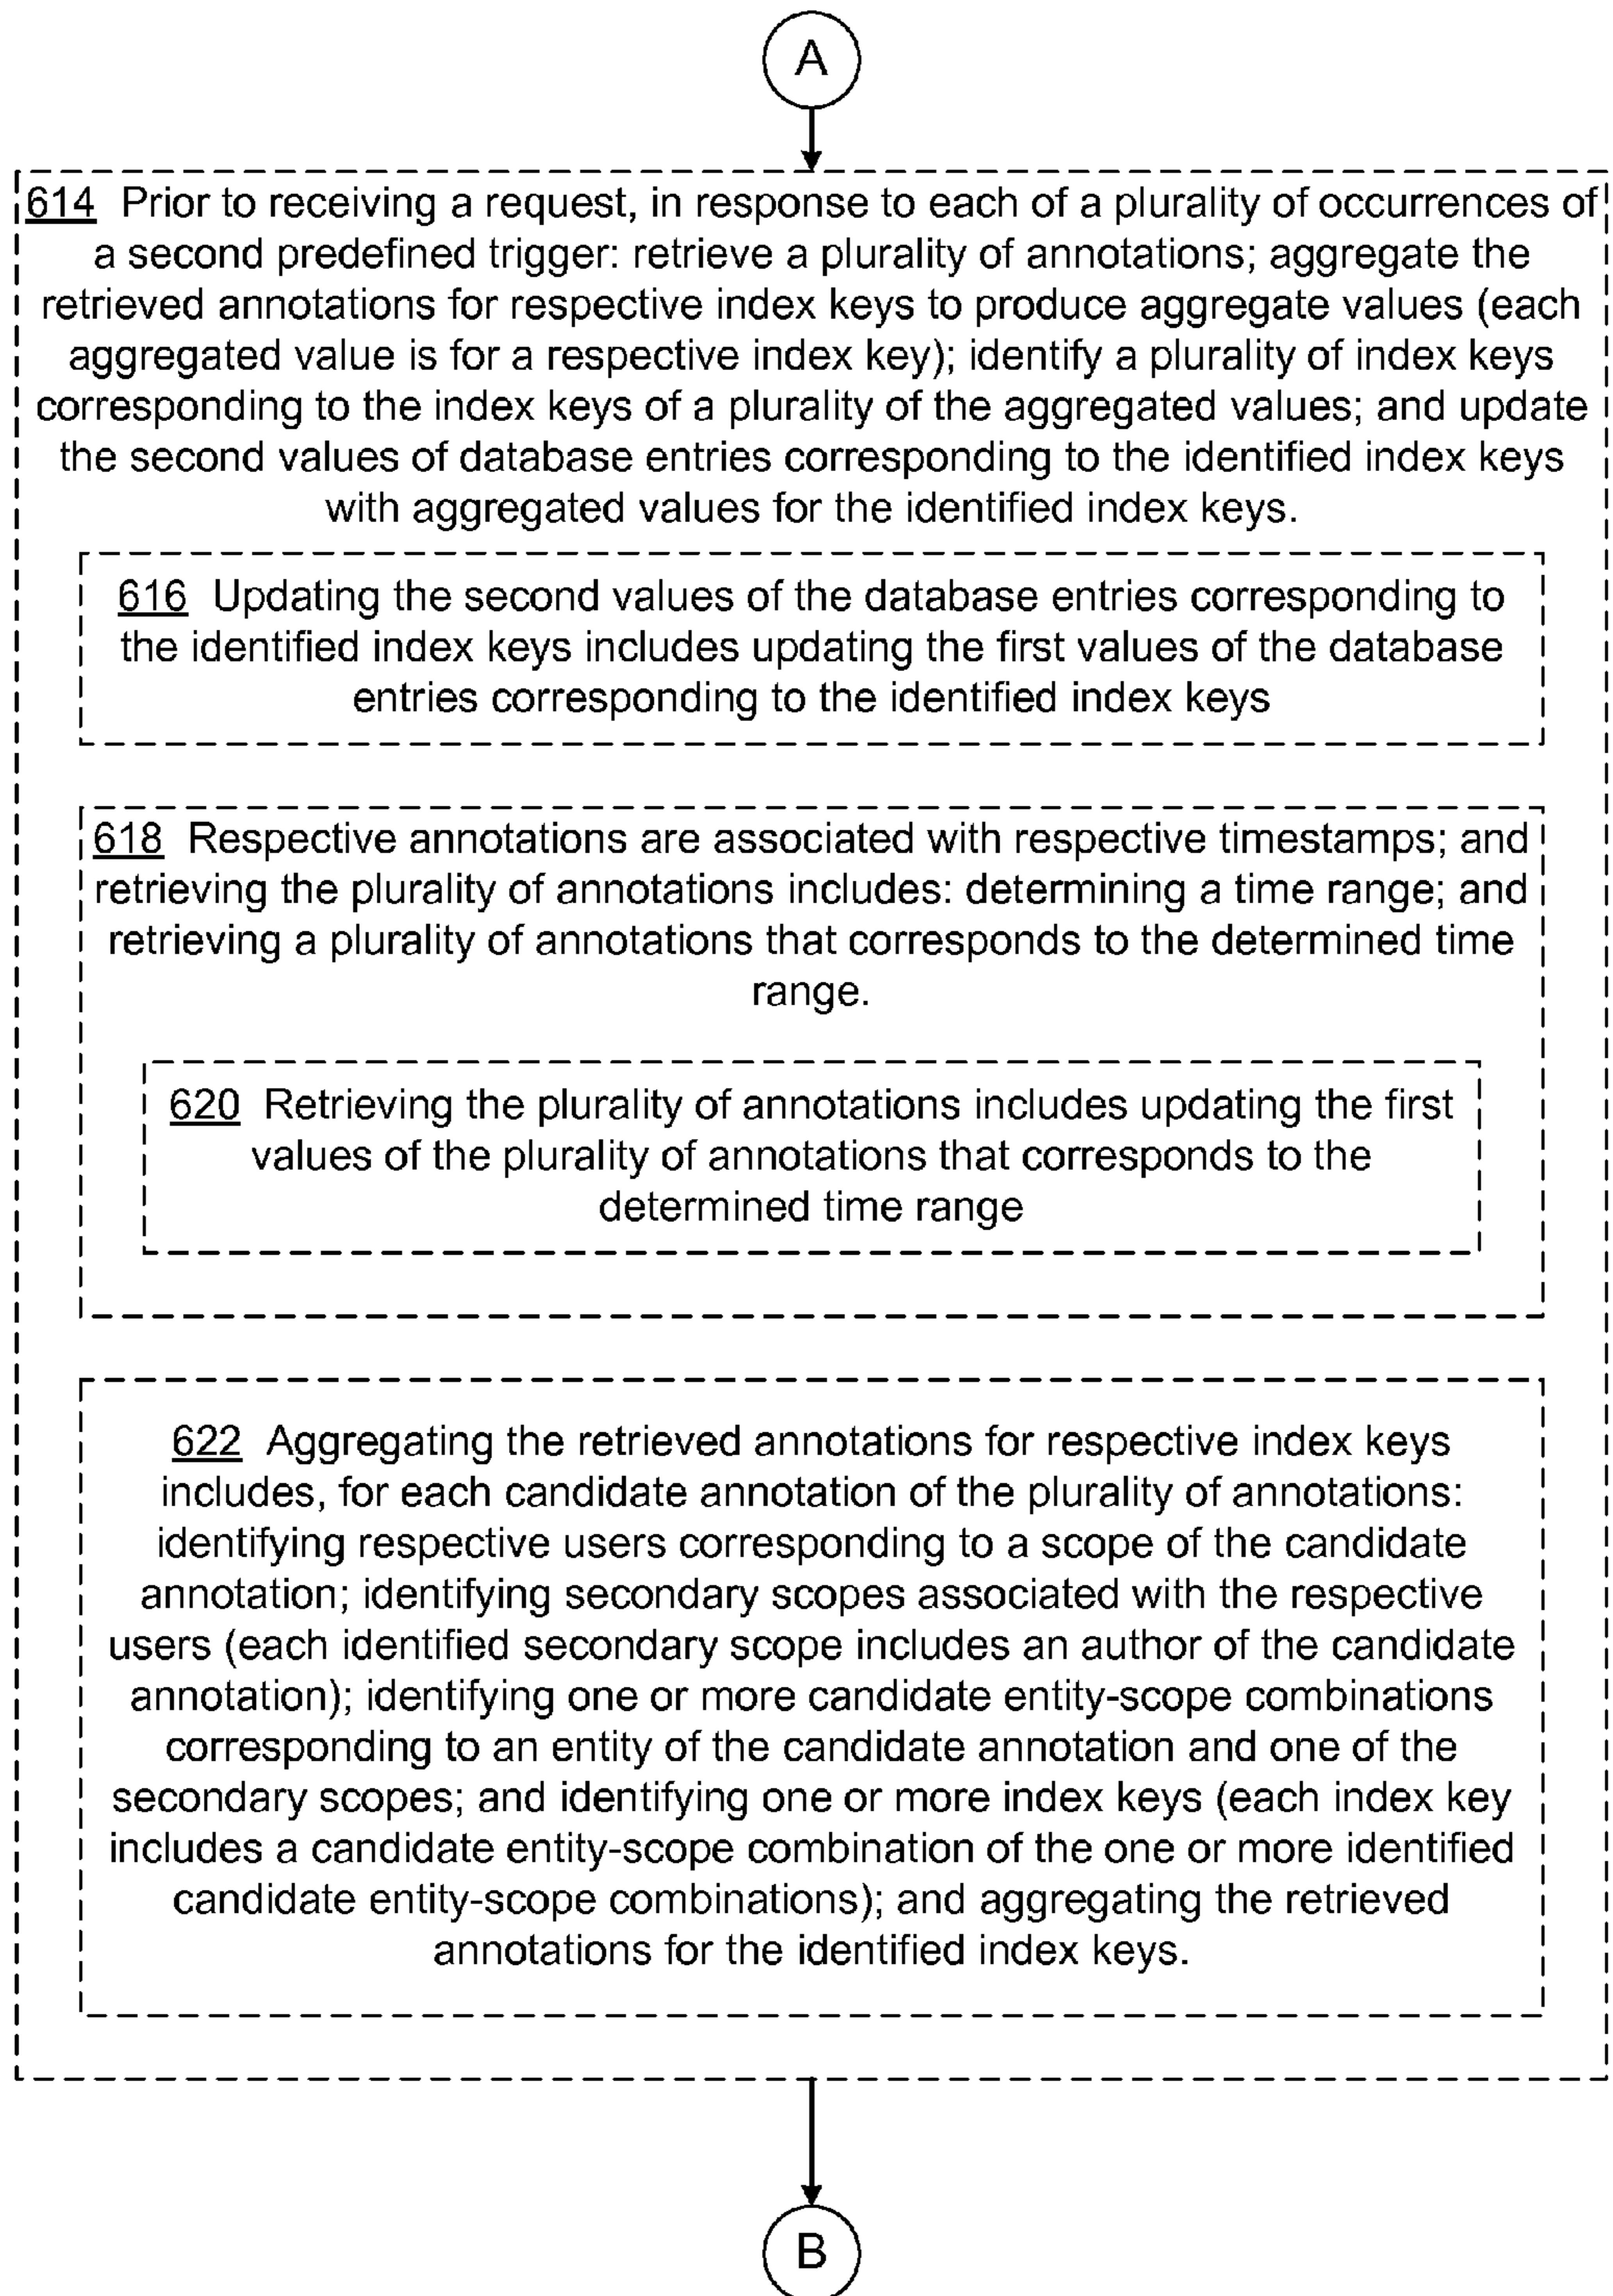 A
614 Prior to receiving a request, in response to each of a plurality of occurrences of
a second predefined trigger: retrieve a plurality of annotations; aggregate the
retrieved annotations for respective index keys to produce aggregate values (each
aggregated value is for a respective index key); identify a plurality of index keys
corresponding to the index keys of a plurality of the aggregated values; and update
the second values of database entries corresponding to the identified index keys
with aggregated values for the identified index keys.
616 Updating the second values of the database entries corresponding to
the identified index keys includes updating the first values of the database
entries corresponding to the identified index keys
618 Respective annotations are associated with respective timestamps; and
retrieving the plurality of annotations includes: determining a time range; and
retrieving a plurality of annotations that corresponds to the determined time
range.
620 Retrieving the plurality of annotations includes updating the first
values of the plurality of annotations that corresponds to the
determined time range
622 Aggregating the retrieved annotations for respective index keys
includes, for each candidate annotation of the plurality of annotations:
identifying respective users corresponding to a scope of the candidate
annotation; identifying secondary scopes associated with the respective
users (each identified secondary scope includes an author of the candidate
annotation); identifying one or more candidate entity-scope combinations
corresponding to an entity of the candidate annotation and one of the
secondary scopes; and identifying one or more index keys (each index key
includes a candidate entity-scope combination of the one or more identified
candidate entity-scope combinations); and aggregating the retrieved
annotations for the identified index keys.
B